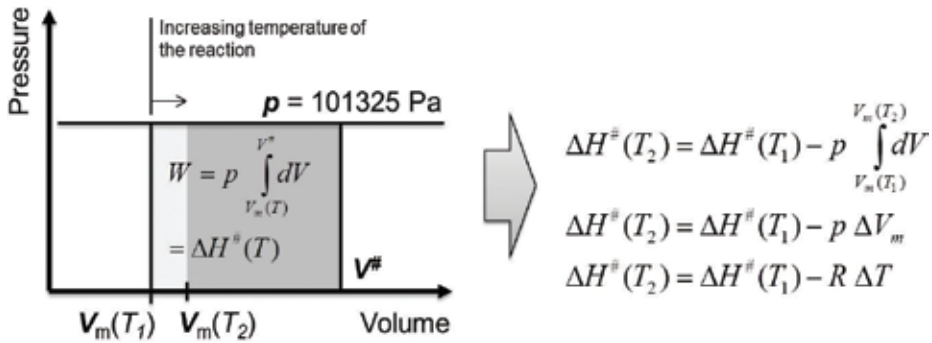 Pressure
Increasing temperature of
the reaction
p = 101325 Pa
W = p ∫_{V_m(T)}^{V^#} dV
= ΔH^#(T)
V^#
V_m(T_1)
V_m(T_2)
Volume
ΔH^#(T_2) = ΔH^#(T_1) − p ∫_{V_m(T_1)}^{V_m(T_2)} dV
ΔH^#(T_2) = ΔH^#(T_1) − p ΔV_m
ΔH^#(T_2) = ΔH^#(T_1) − R ΔT